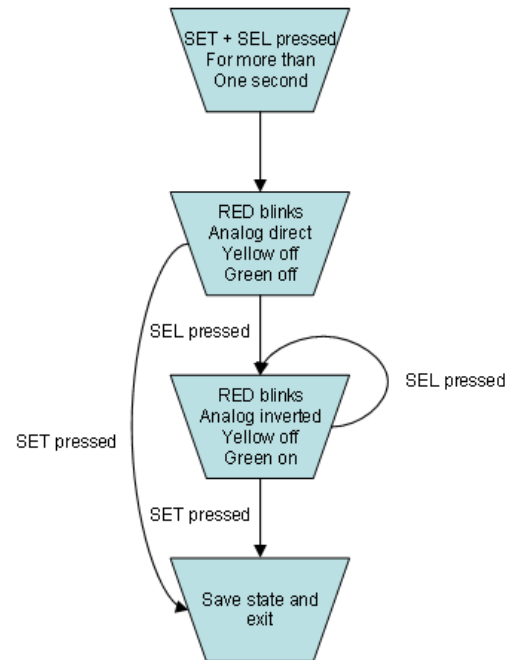 SET + SEL pressed
For more than
One second
RED blinks
Analog direct
Yellow off
Green off
SEL pressed
RED blinks
Analog inverted
Yellow off
Green on
SEL pressed
SET pressed
SET pressed
Save state and
exit